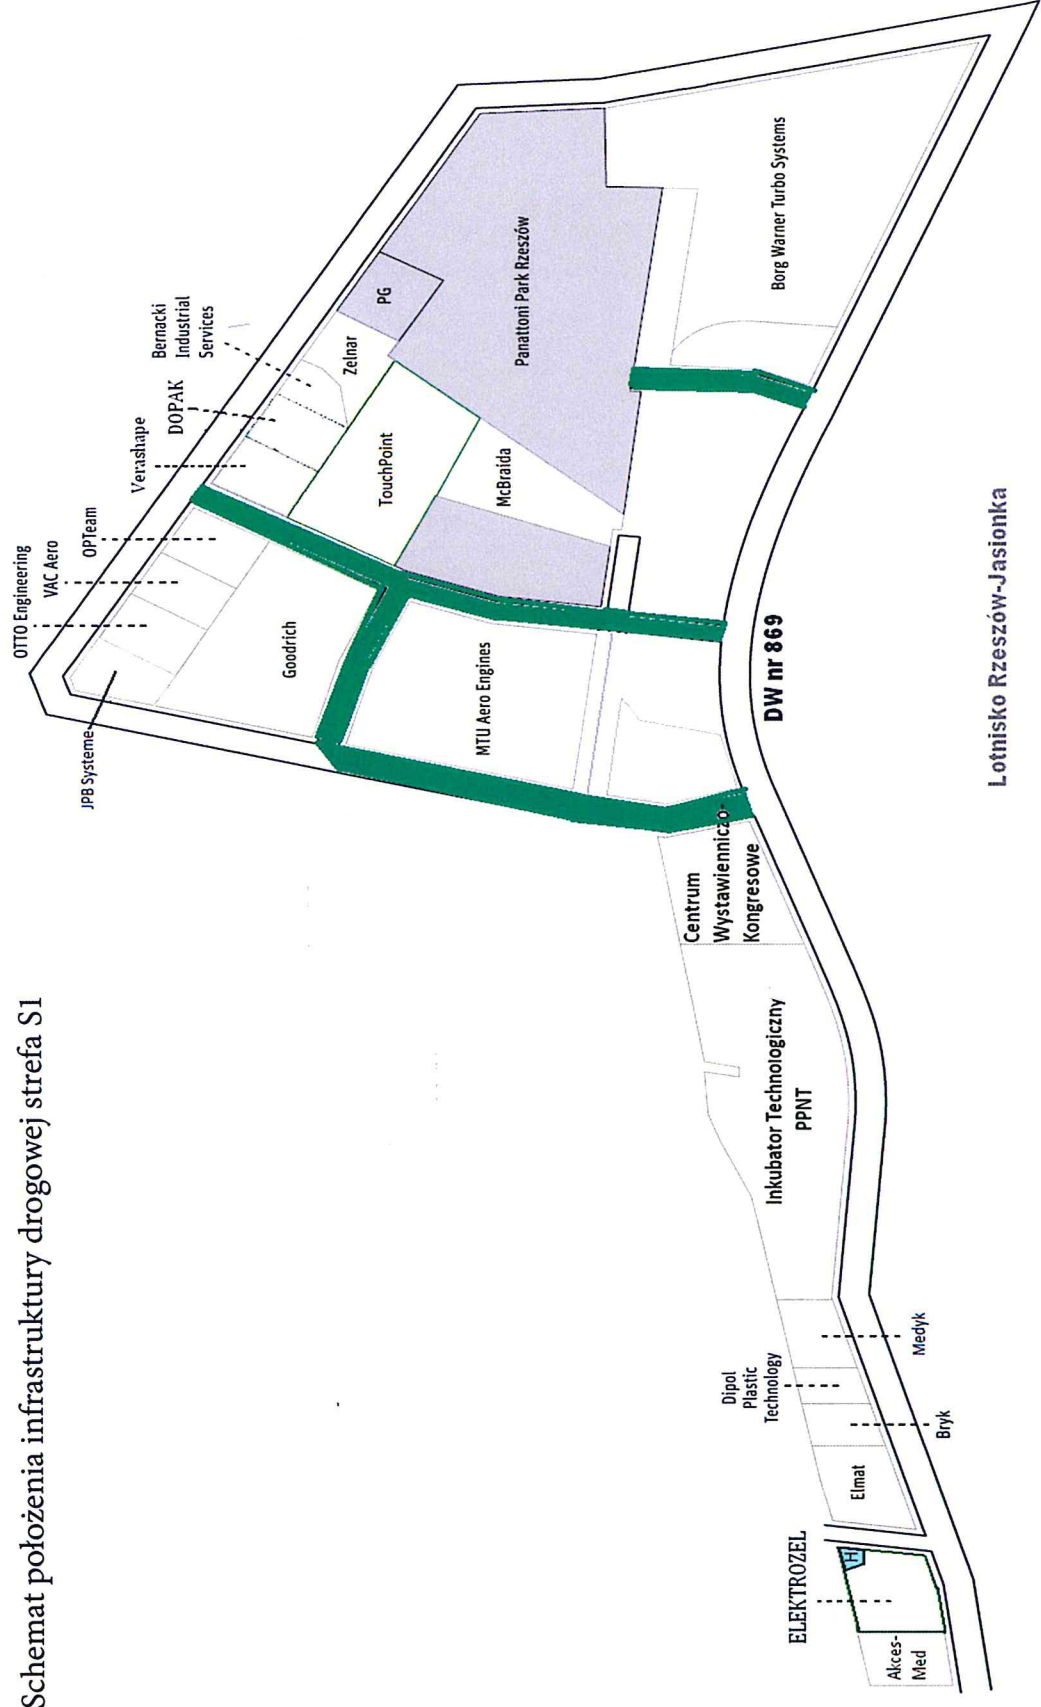 Schemat położenia infrastruktury drogowej strefa S1
OTTO Engineering
VAC Aero
OPTeam
JPB Systeme
Verashape
DOPAK
Bernacki
Industrial
Services
Zelnar
PG
Goodrich
TouchPoint
McBraida
MTU Aero Engines
Panattoni Park Rzeszów
Borg Warner Turbo Systems
Centrum
Wystawienniczo-
Kongresowe
DW nr 869
Inkubator Technologiczny
PPNT
Dipol
Plastic
Technology
Medyk
Bryk
Elmat
ELEKTROZEL
H
Akces-
Med
Lotnisko Rzeszów-Jasionka